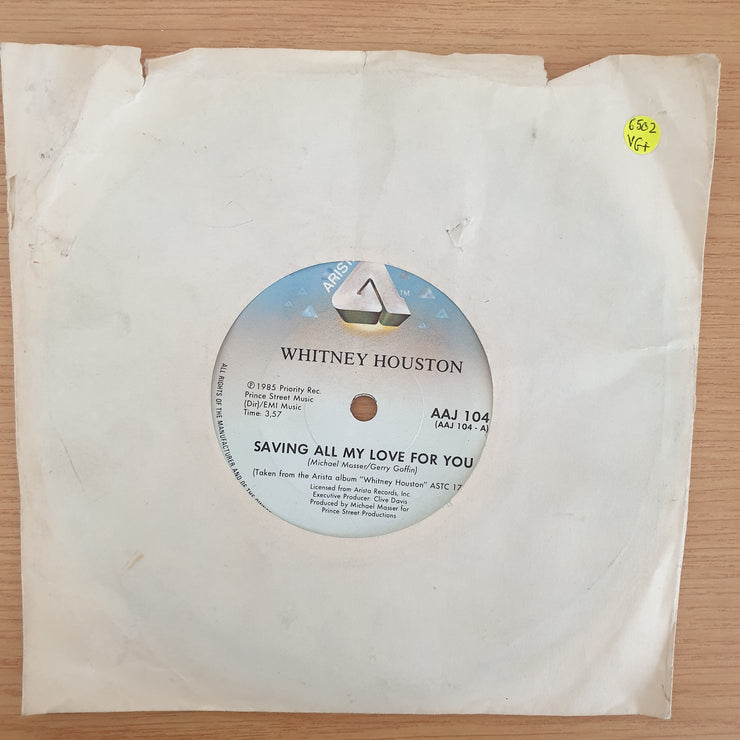 6502
VG+
ARIST
TM
WHITNEY HOUSTON
℗ 1985 Priority Rec.
Prince Street Music
(Dir)/EMI Music
Time: 3,57
AAJ 104
(AAJ 104 - A)
SAVING ALL MY LOVE FOR YOU
(Michael Masser/Gerry Goffin)
(Taken from the Arista album "Whitney Houston" ASTC 17
Licensed from Arista Records, Inc.
Executive Producer: Clive Davis
Produced by Michael Masser for
Prince Street Productions
ALL RIGHTS OF THE MANUFACTURER AND OF THE